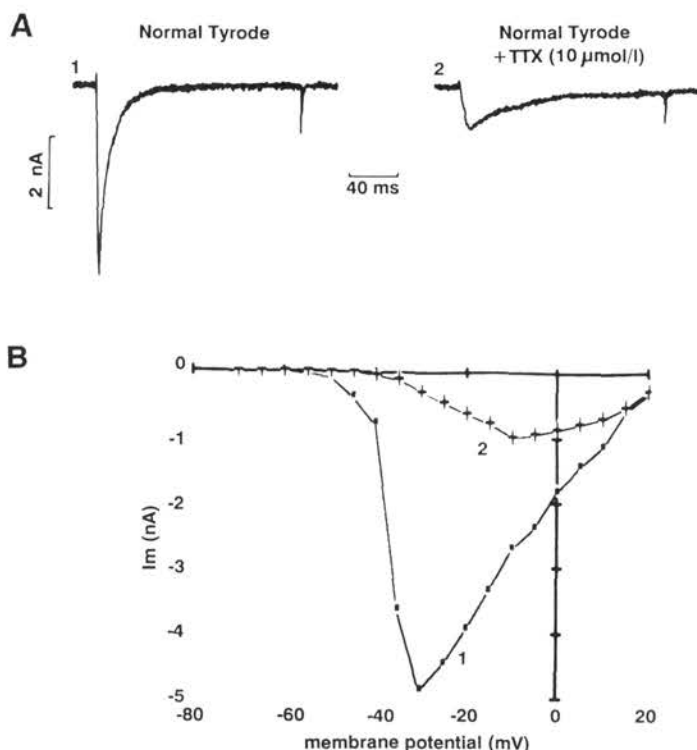 A
Normal Tyrode
1
2 nA
Normal Tyrode
+TTX (10 μmol/l)
2
40 ms
B
0
-1
-2
-3
-4
-5
Im (nA)
2
1
-80
-60
-40
-20
0
20
membrane potential (mV)